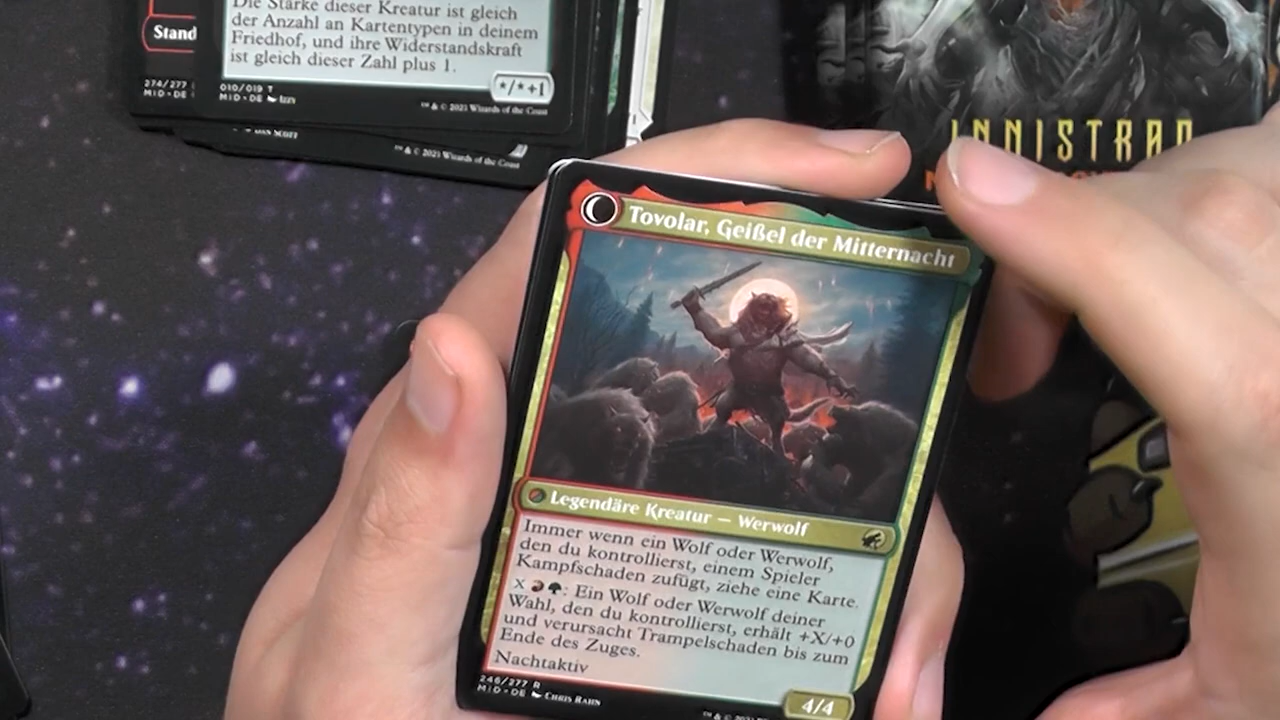 Die Stärke dieser Kreatur ist gleich
der Anzahl an Kartentypen in deinem
Friedhof, und ihre Widerstandskraft
ist gleich dieser Zahl plus 1.
*/*+1
Stand
274/277
MID • DE
010/019 T
MID • DE Izzy
™ & © 2021 Wizards of the Coast
DAN SCOTT
™ & © 2021 Wizards of the Coast
INNISTRAD
Tovolar, Geißel der Mitternacht
Legendäre Kreatur — Werwolf
Immer wenn ein Wolf oder Werwolf,
den du kontrollierst, einem Spieler
Kampfschaden zufügt, ziehe eine Karte.
X : Ein Wolf oder Werwolf deiner
Wahl, den du kontrollierst, erhält +X/+0
und verursacht Trampelschaden bis zum
Ende des Zuges.
Nachtaktiv
4/4
246/277 R
MID • DE Chris Rahn
™ & © 2021